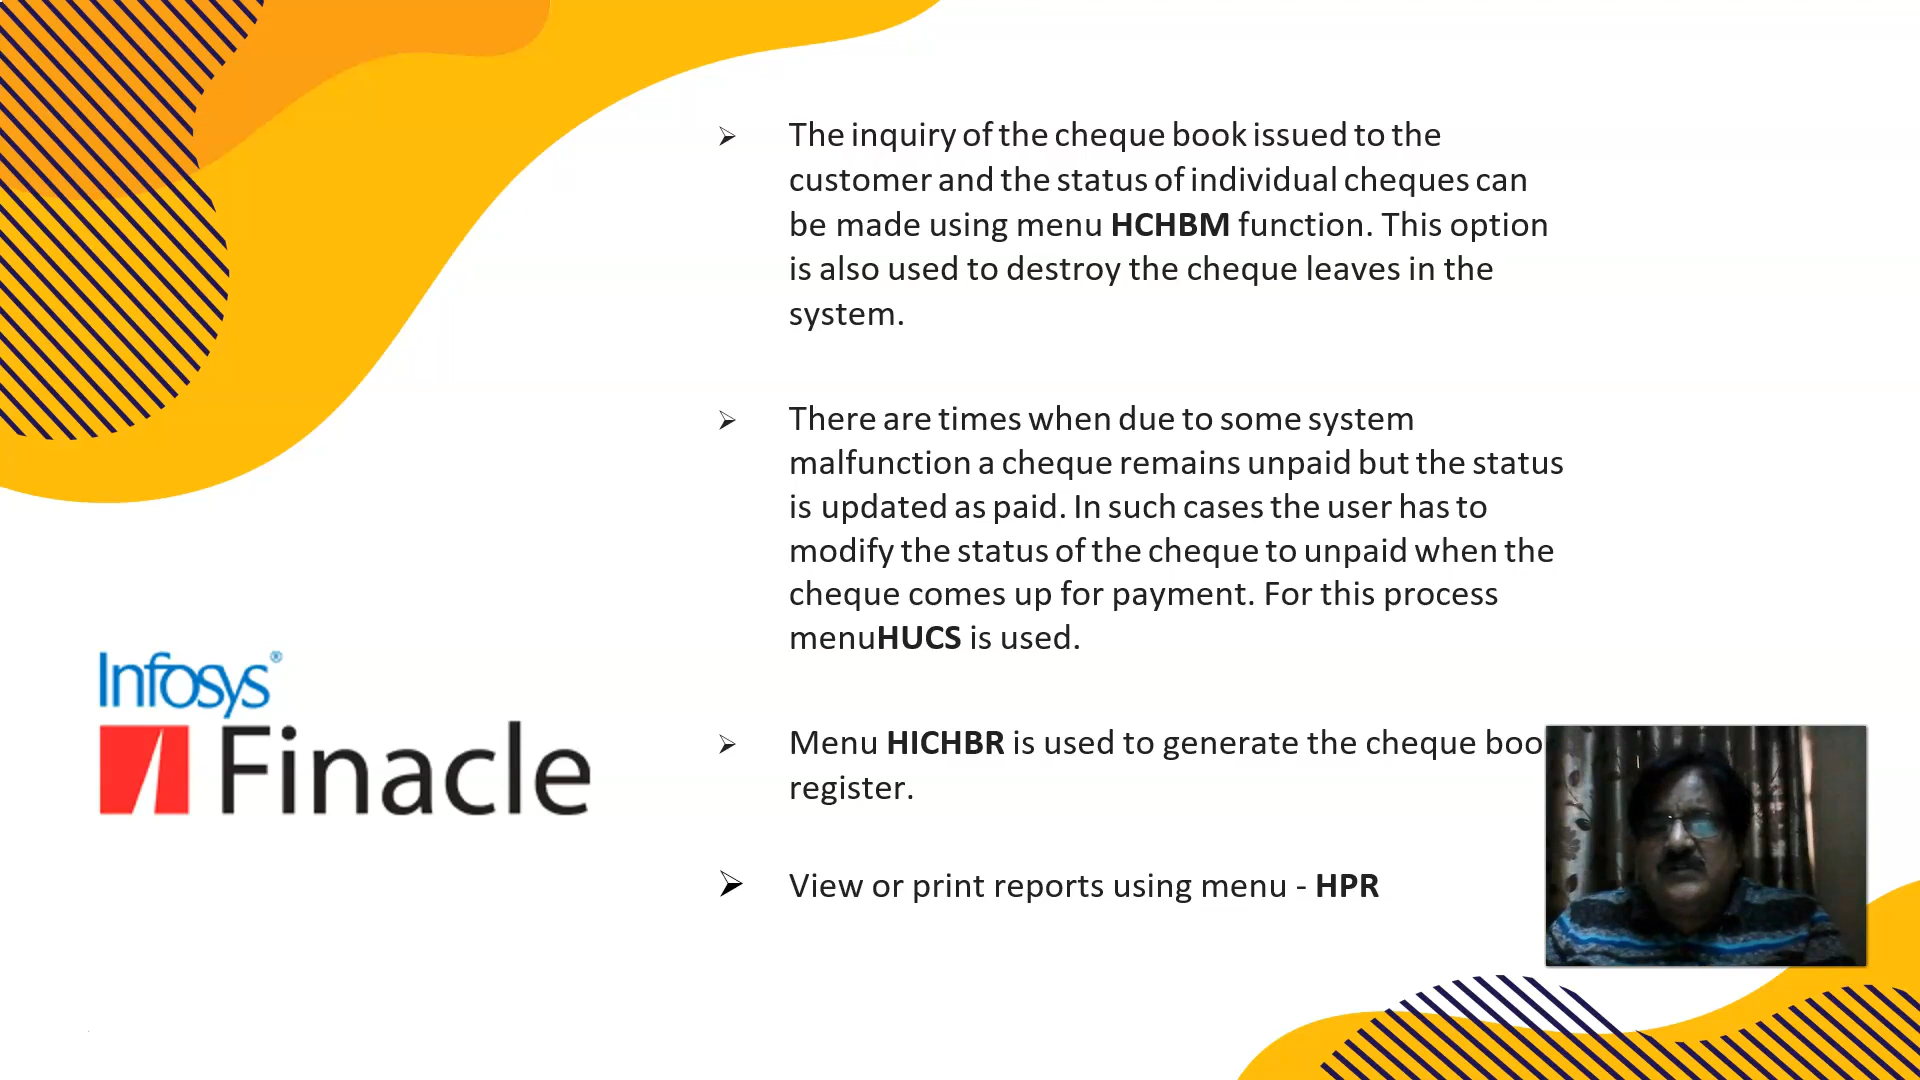 The inquiry of the cheque book issued to the
customer and the status of individual cheques can
be made using menu HCHBM function. This option
is also used to destroy the cheque leaves in the
system.
There are times when due to some system
malfunction a cheque remains unpaid but the status
is updated as paid. In such cases the user has to
modify the status of the cheque to unpaid when the
cheque comes up for payment. For this process
menuHUCS is used.
Menu HICHBR is used to generate the cheque boo
register.
View or print reports using menu - HPR
Infosys®
Finacle